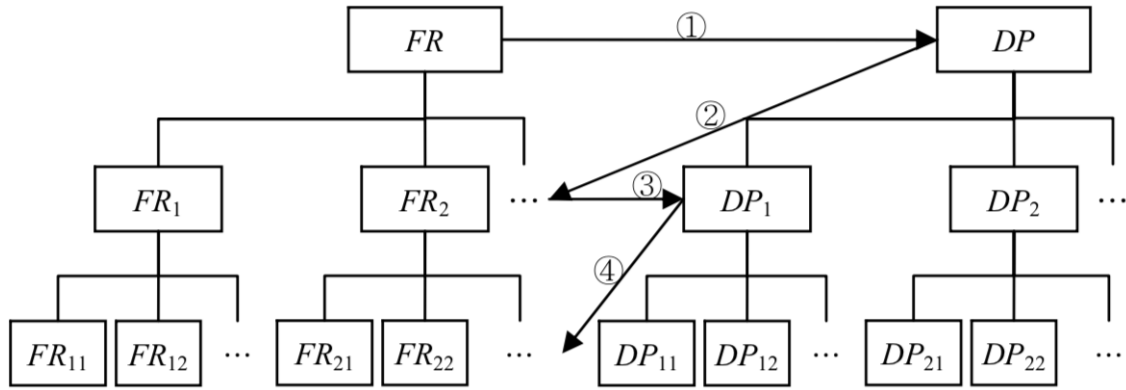 FR ① DP
②
FR₁ FR₂ ... ③ DP₁ DP₂ ...
④
FR₁₁ FR₁₂ ... FR₂₁ FR₂₂ ... DP₁₁ DP₁₂ ... DP₂₁ DP₂₂ ...